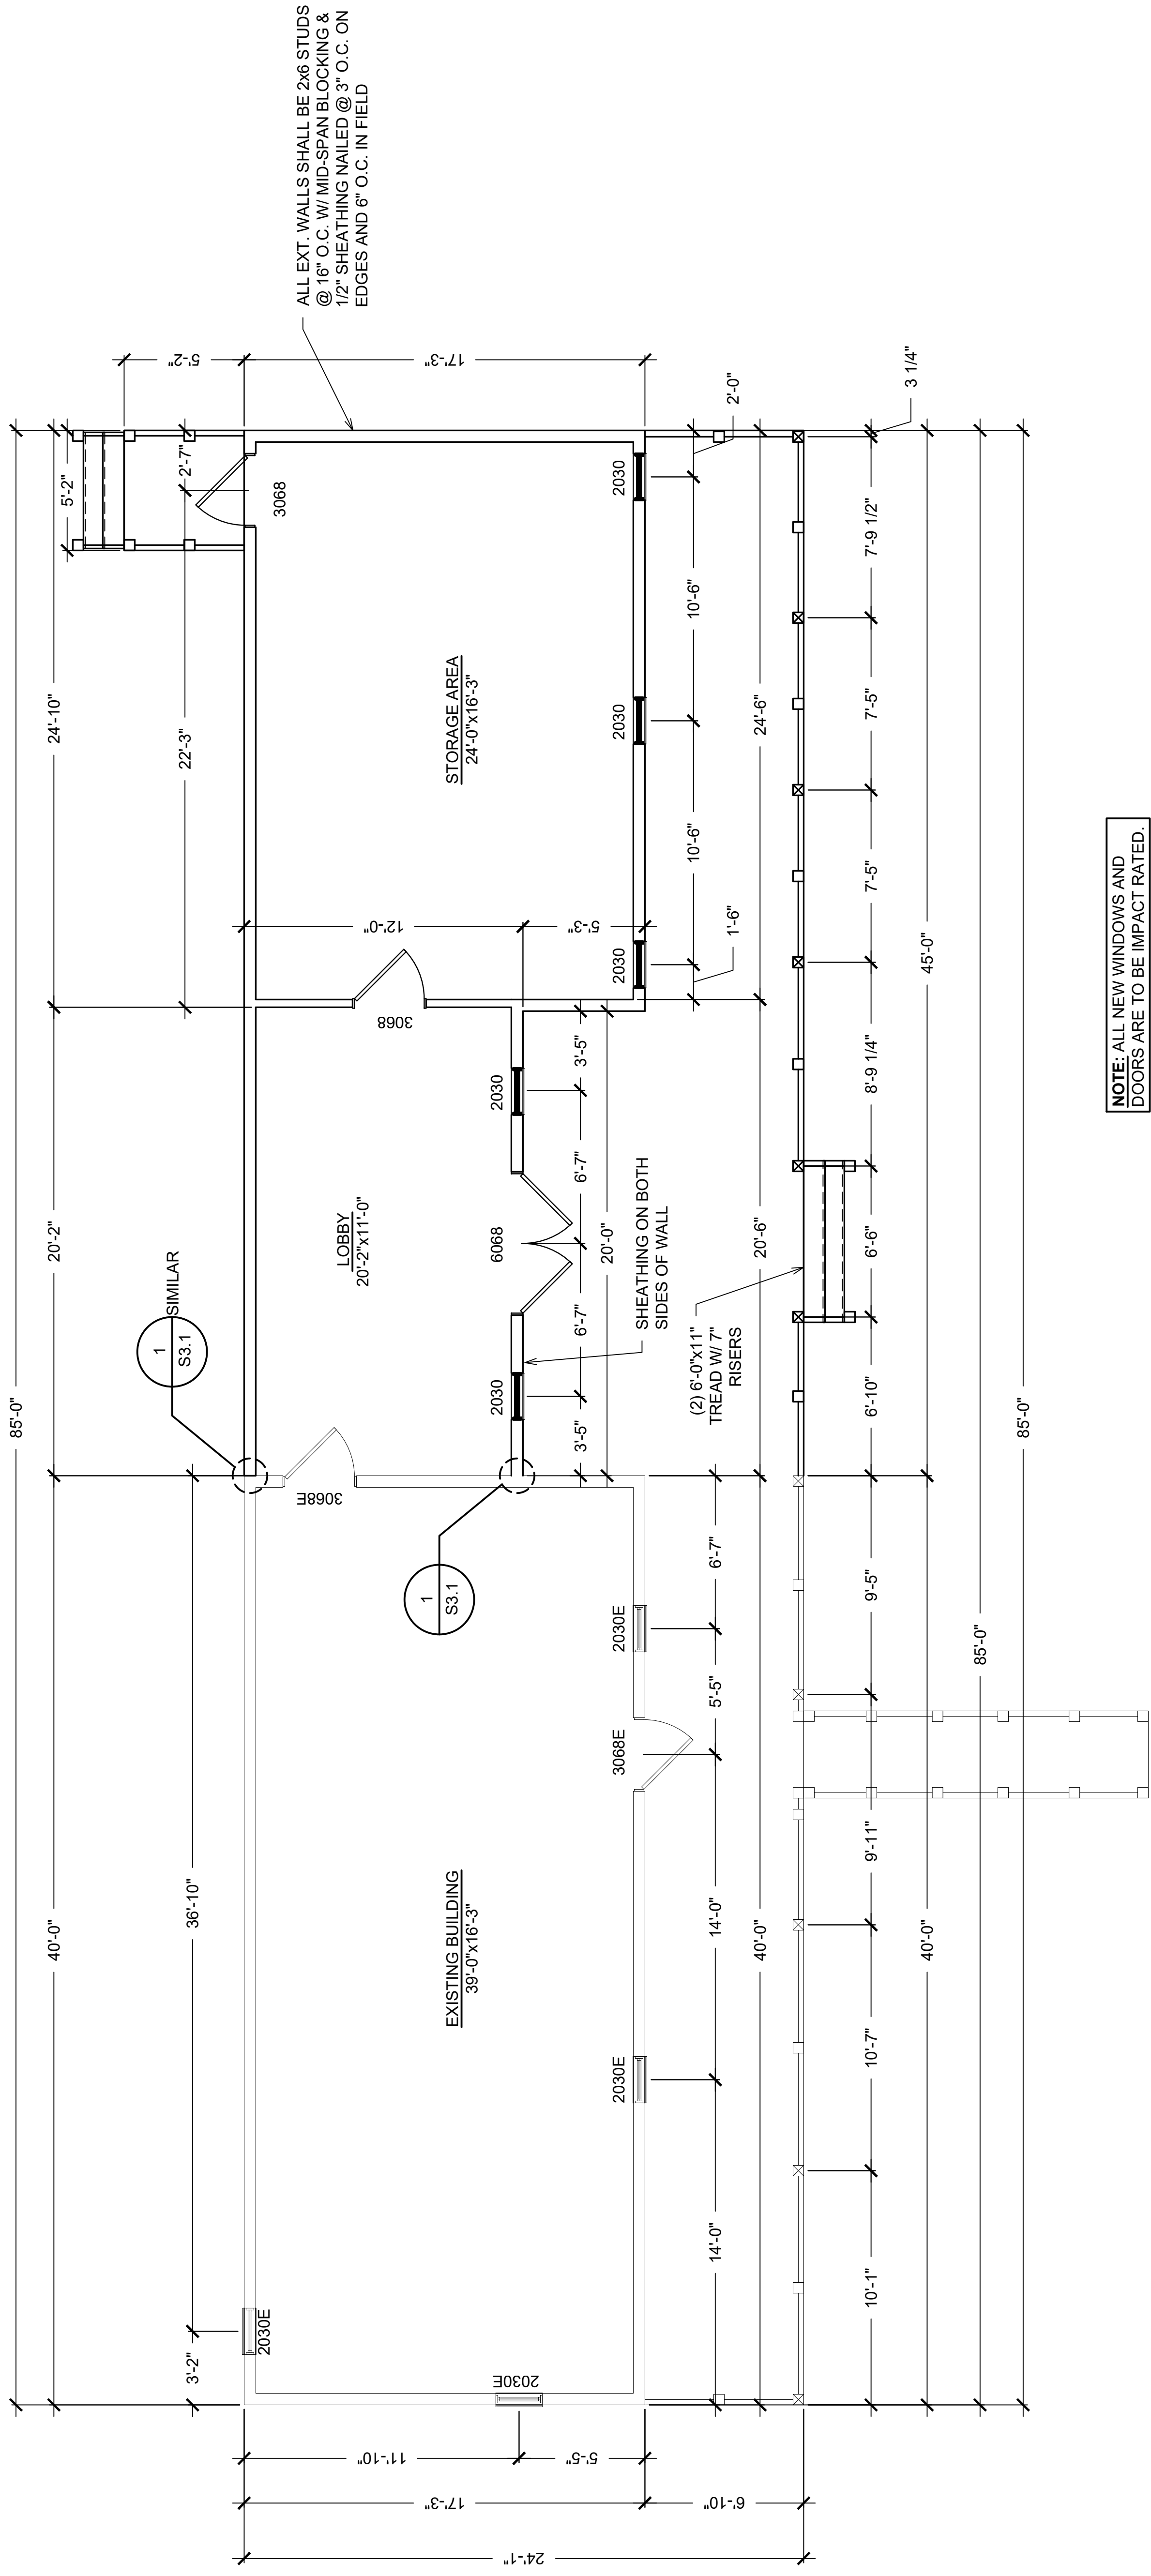 85'-0"
40'-0"
20'-2"
24'-10"
5'-2"
3'-2"
36'-10"
22'-3"
2'-7"
5'-2"
17'-3"
ALL EXT. WALLS SHALL BE 2x6 STUDS
@ 16" O.C. W/ MID-SPAN BLOCKING &
1/2" SHEATHING NAILED @ 3" O.C. ON
EDGES AND 6" O.C. IN FIELD
1
S3.1
SIMILAR
2030E
3068E
3068
LOBBY
20'-2"x11'-0"
3068
12'-0"
5'-3"
1
S3.1
EXISTING BUILDING
39'-0"x16'-3"
STORAGE AREA
24'-0"x16'-3"
2030E
2030
6068
2030
11'-10"
5'-5"
17'-3"
6'-10"
24'-1"
3'-5"
6'-7"
6'-7"
3'-5"
20'-0"
2030E
3068E
2030E
2030
2030
2030
SHEATHING ON BOTH
SIDES OF WALL
1'-6"
10'-6"
10'-6"
2'-0"
14'-0"
14'-0"
5'-5"
6'-7"
(2) 6'-0"x11"
TREAD W/ 7"
RISERS
40'-0"
20'-6"
24'-6"
10'-1"
10'-7"
9'-11"
9'-5"
6'-10"
6'-6"
8'-9 1/4"
7'-5"
7'-5"
7'-9 1/2"
3 1/4"
40'-0"
45'-0"
85'-0"
85'-0"
NOTE: ALL NEW WINDOWS AND
DOORS ARE TO BE IMPACT RATED.